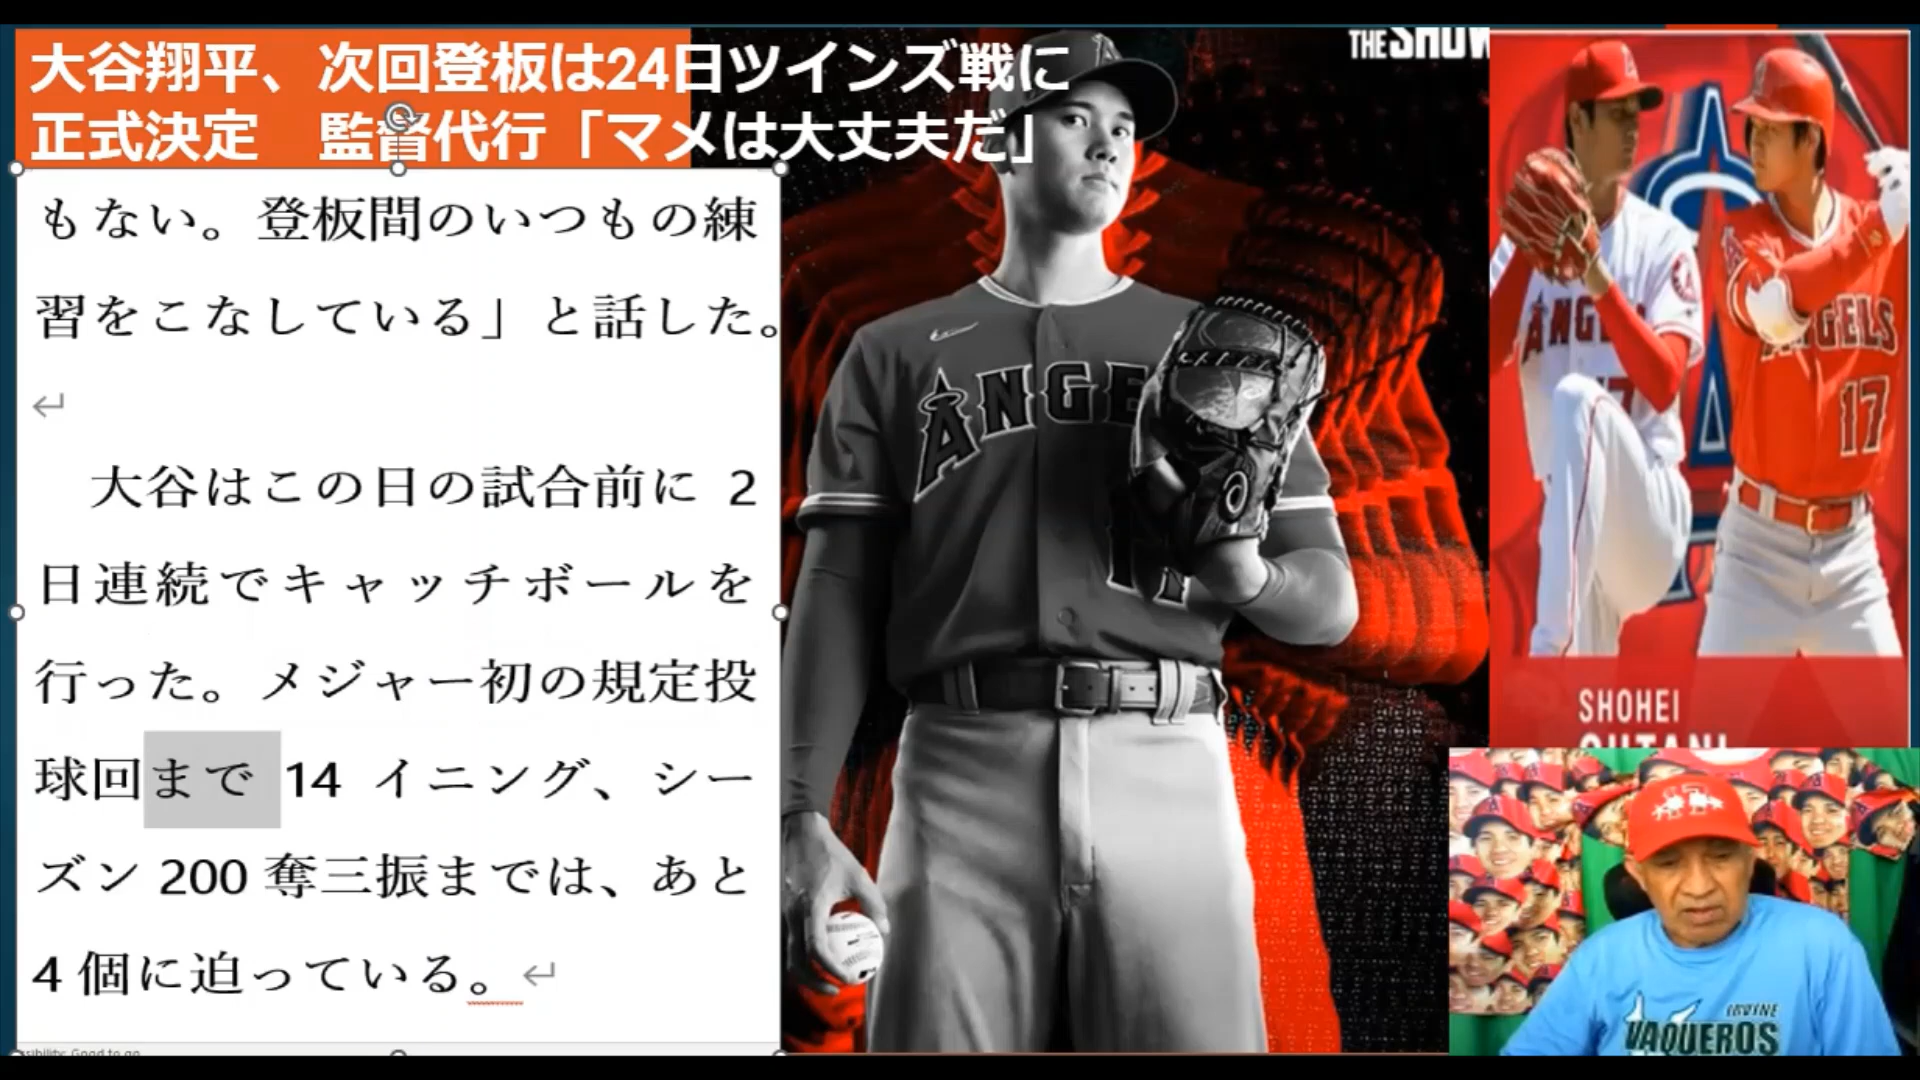 大谷翔平、次回登板は24日ツインズ戦に
正式決定　監督代行「マメは大丈夫だ」
もない。登板間のいつもの練
習をこなしている」と話した。
大谷はこの日の試合前に 2
日連続でキャッチボールを
行った。メジャー初の規定投
球回まで 14 イニング、シー
ズン 200 奪三振までは、あと
4 個に迫っている。
THE SHOW
ANGE
ANGELS
17
SHOHEI
OHTANI
IRVINE
VAQUEROS